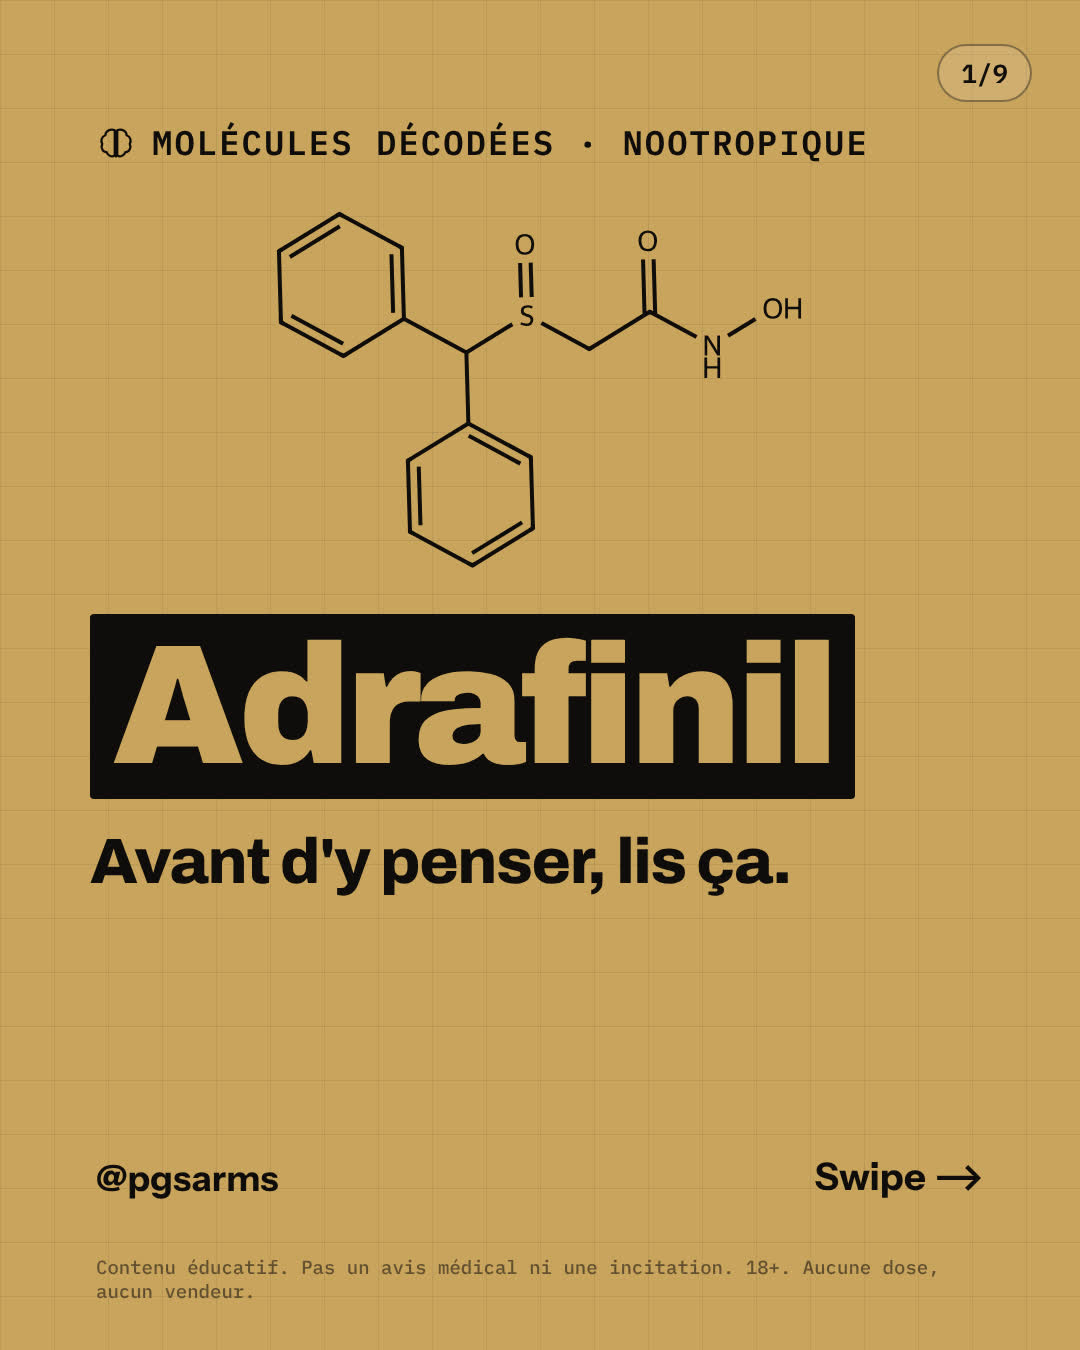 1/9
MOLÉCULES DÉCODÉES · NOOTROPIQUE
O
O
S
OH
N
H
Adrafinil
Avant d'y penser, lis ça.
@pgsarms
Swipe →
Contenu éducatif. Pas un avis médical ni une incitation. 18+. Aucune dose,
aucun vendeur.